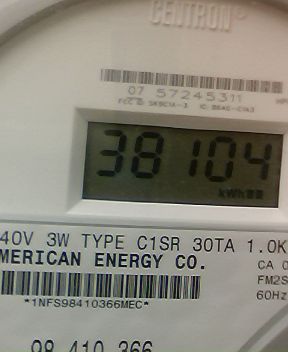 CENTRON®
07 57245311
38104
kWh
40V 3W TYPE C1SR 30TA 1.0K
MERICAN ENERGY CO.
CA 0
FM2S
*1NFS98410366MEC*
60Hz
98 410 366